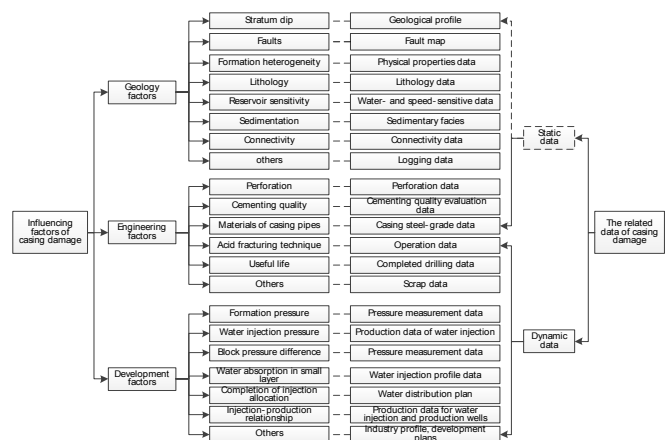 Influencing
factors of
casing damage
Geology
factors
Engineering
factors
Development
factors
Stratum dip
Faults
Formation heterogeneity
Lithology
Reservoir sensitivity
Sedimentation
Connectivity
others
Perforation
Cementing quality
Materials of casing pipes
Acid fracturing technique
Useful life
Others
Formation pressure
Water injection pressure
Block pressure difference
Water absorption in small
layer
Completion of injection
allocation
Injection- production
relationship
Others
Geological profile
Fault map
Physical properties data
Lithology data
Water- and speed-sensitive data
Sedimentary facies
Connectivity data
Logging data
Perforation data
Cementing quality evaluation
data
Casing steel- grade data
Operation data
Completed drilling data
Scrap data
Pressure measurement data
Production data of water injection
Pressure measurement data
Water injection profile data
Water distribution plan
Production data for water
injection and production wells
Industry profile, development
plans
Static
data
Dynamic
data
The related
data of casing
damage